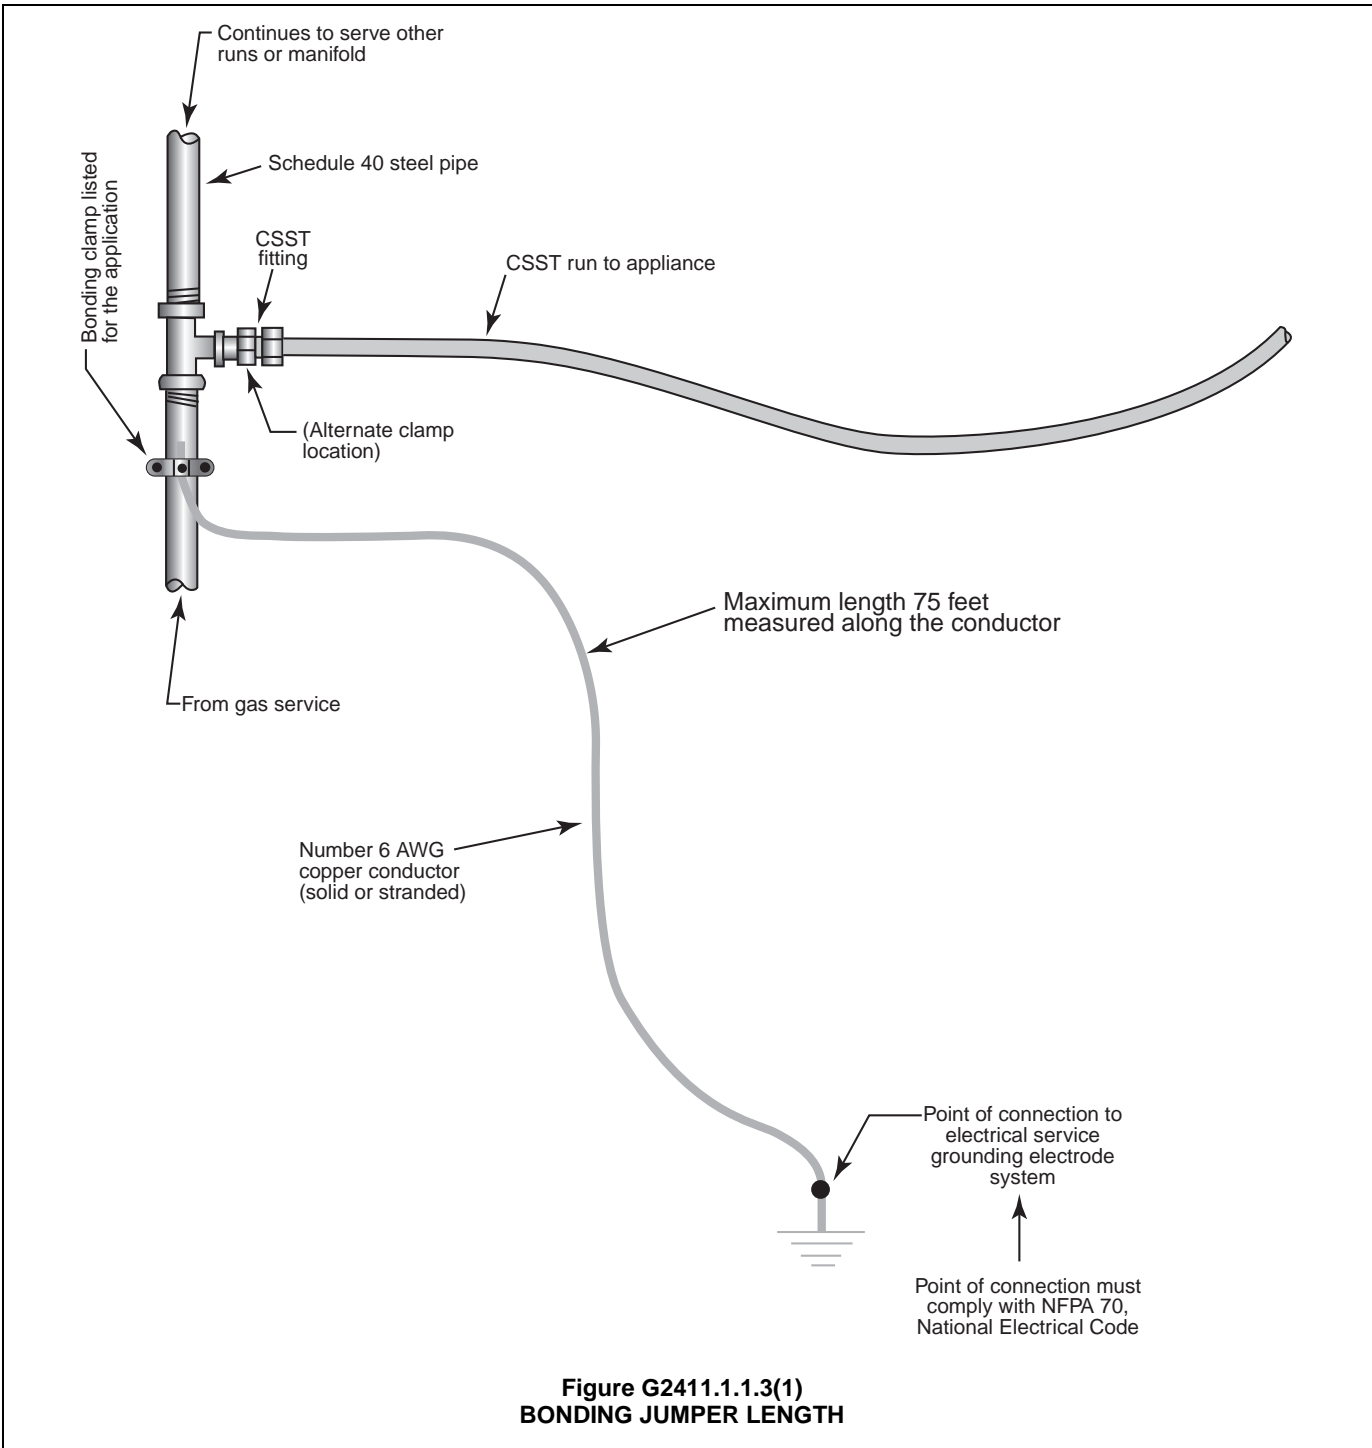 Continues to serve other
runs or manifold
Schedule 40 steel pipe
Bonding clamp listed
for the application
CSST
fitting
CSST run to appliance
(Alternate clamp
location)
Maximum length 75 feet
measured along the conductor
From gas service
Number 6 AWG
copper conductor
(solid or stranded)
Point of connection to
electrical service
grounding electrode
system
Point of connection must
comply with NFPA 70,
National Electrical Code
Figure G2411.1.1.3(1)
BONDING JUMPER LENGTH